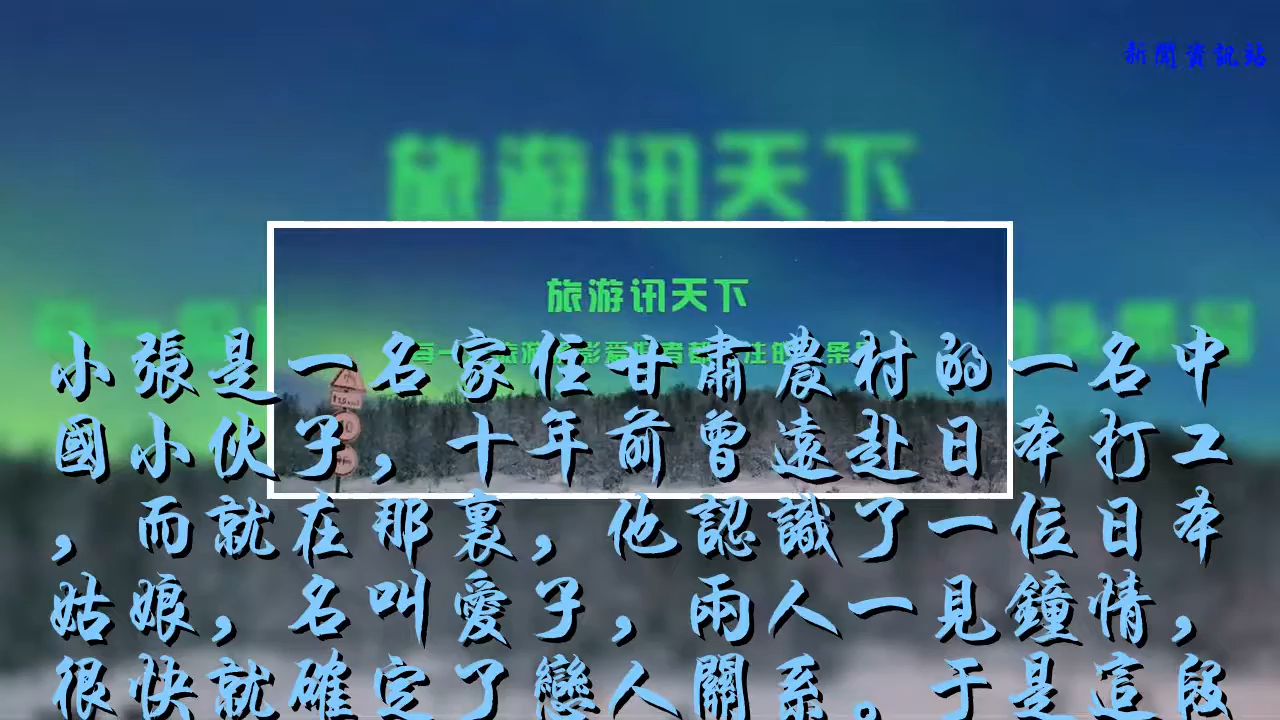 新聞資訊站
旅游讯天下
旅游讯天下
小張是一名家住甘肅農村的一名中
國小伙子，十年前曾遠赴日本打工
，而就在那裏，他認識了一位日本
姑娘，名叫愛子，兩人一見鐘情，
很快就確定了戀人關系。于是這段